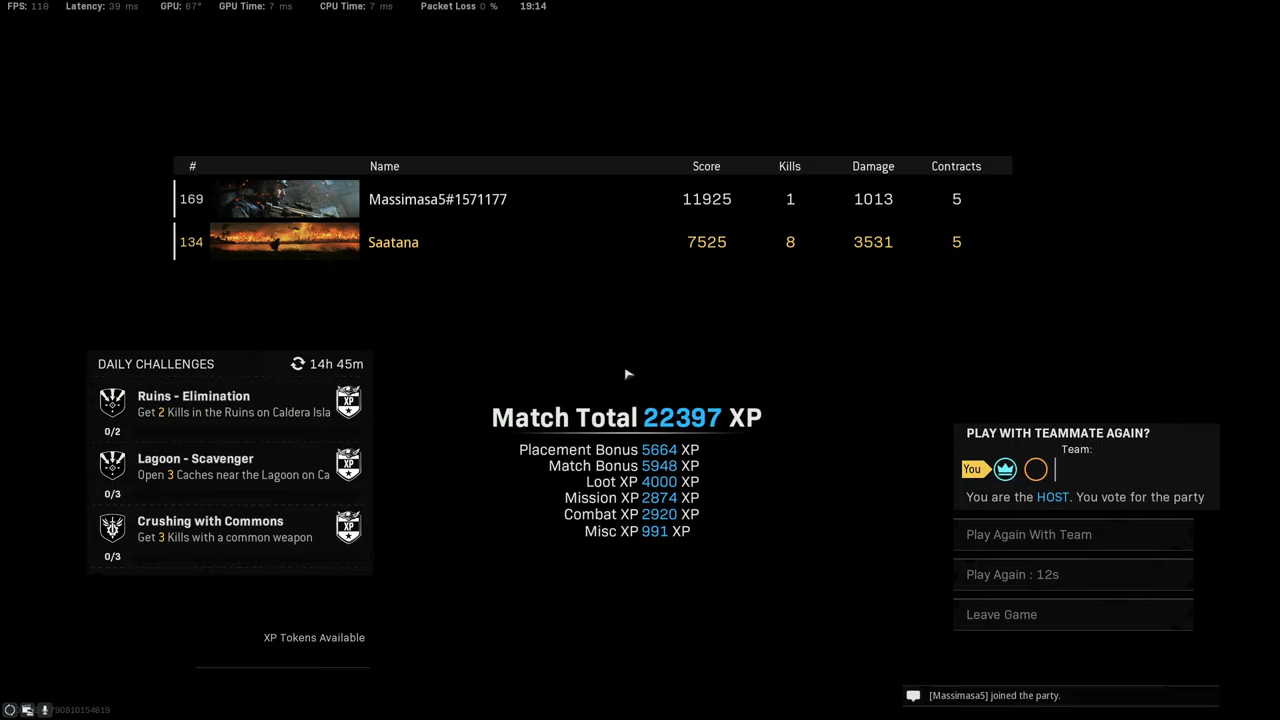 FPS: 118 Latency: 39 ms GPU: 67° GPU Time: 7 ms CPU Time: 7 ms Packet Loss 0 % 19:14
# Name Score Kills Damage Contracts
169 Massimasa5#1571177 11925 1 1013 5
134 Saatana 7525 8 3531 5
DAILY CHALLENGES 14h 45m
Ruins - Elimination
Get 2 Kills in the Ruins on Caldera Isla
XP
0/2
Lagoon - Scavenger
Open 3 Caches near the Lagoon on Ca
XP
0/3
Crushing with Commons
Get 3 Kills with a common weapon
XP
0/3
XP Tokens Available
Match Total 22397 XP
Placement Bonus 5664 XP
Match Bonus 5948 XP
Loot XP 4000 XP
Mission XP 2874 XP
Combat XP 2920 XP
Misc XP 991 XP
PLAY WITH TEAMMATE AGAIN?
Team:
You
You are the HOST. You vote for the party
Play Again With Team
Play Again : 12s
Leave Game
[Massimasa5] joined the party.